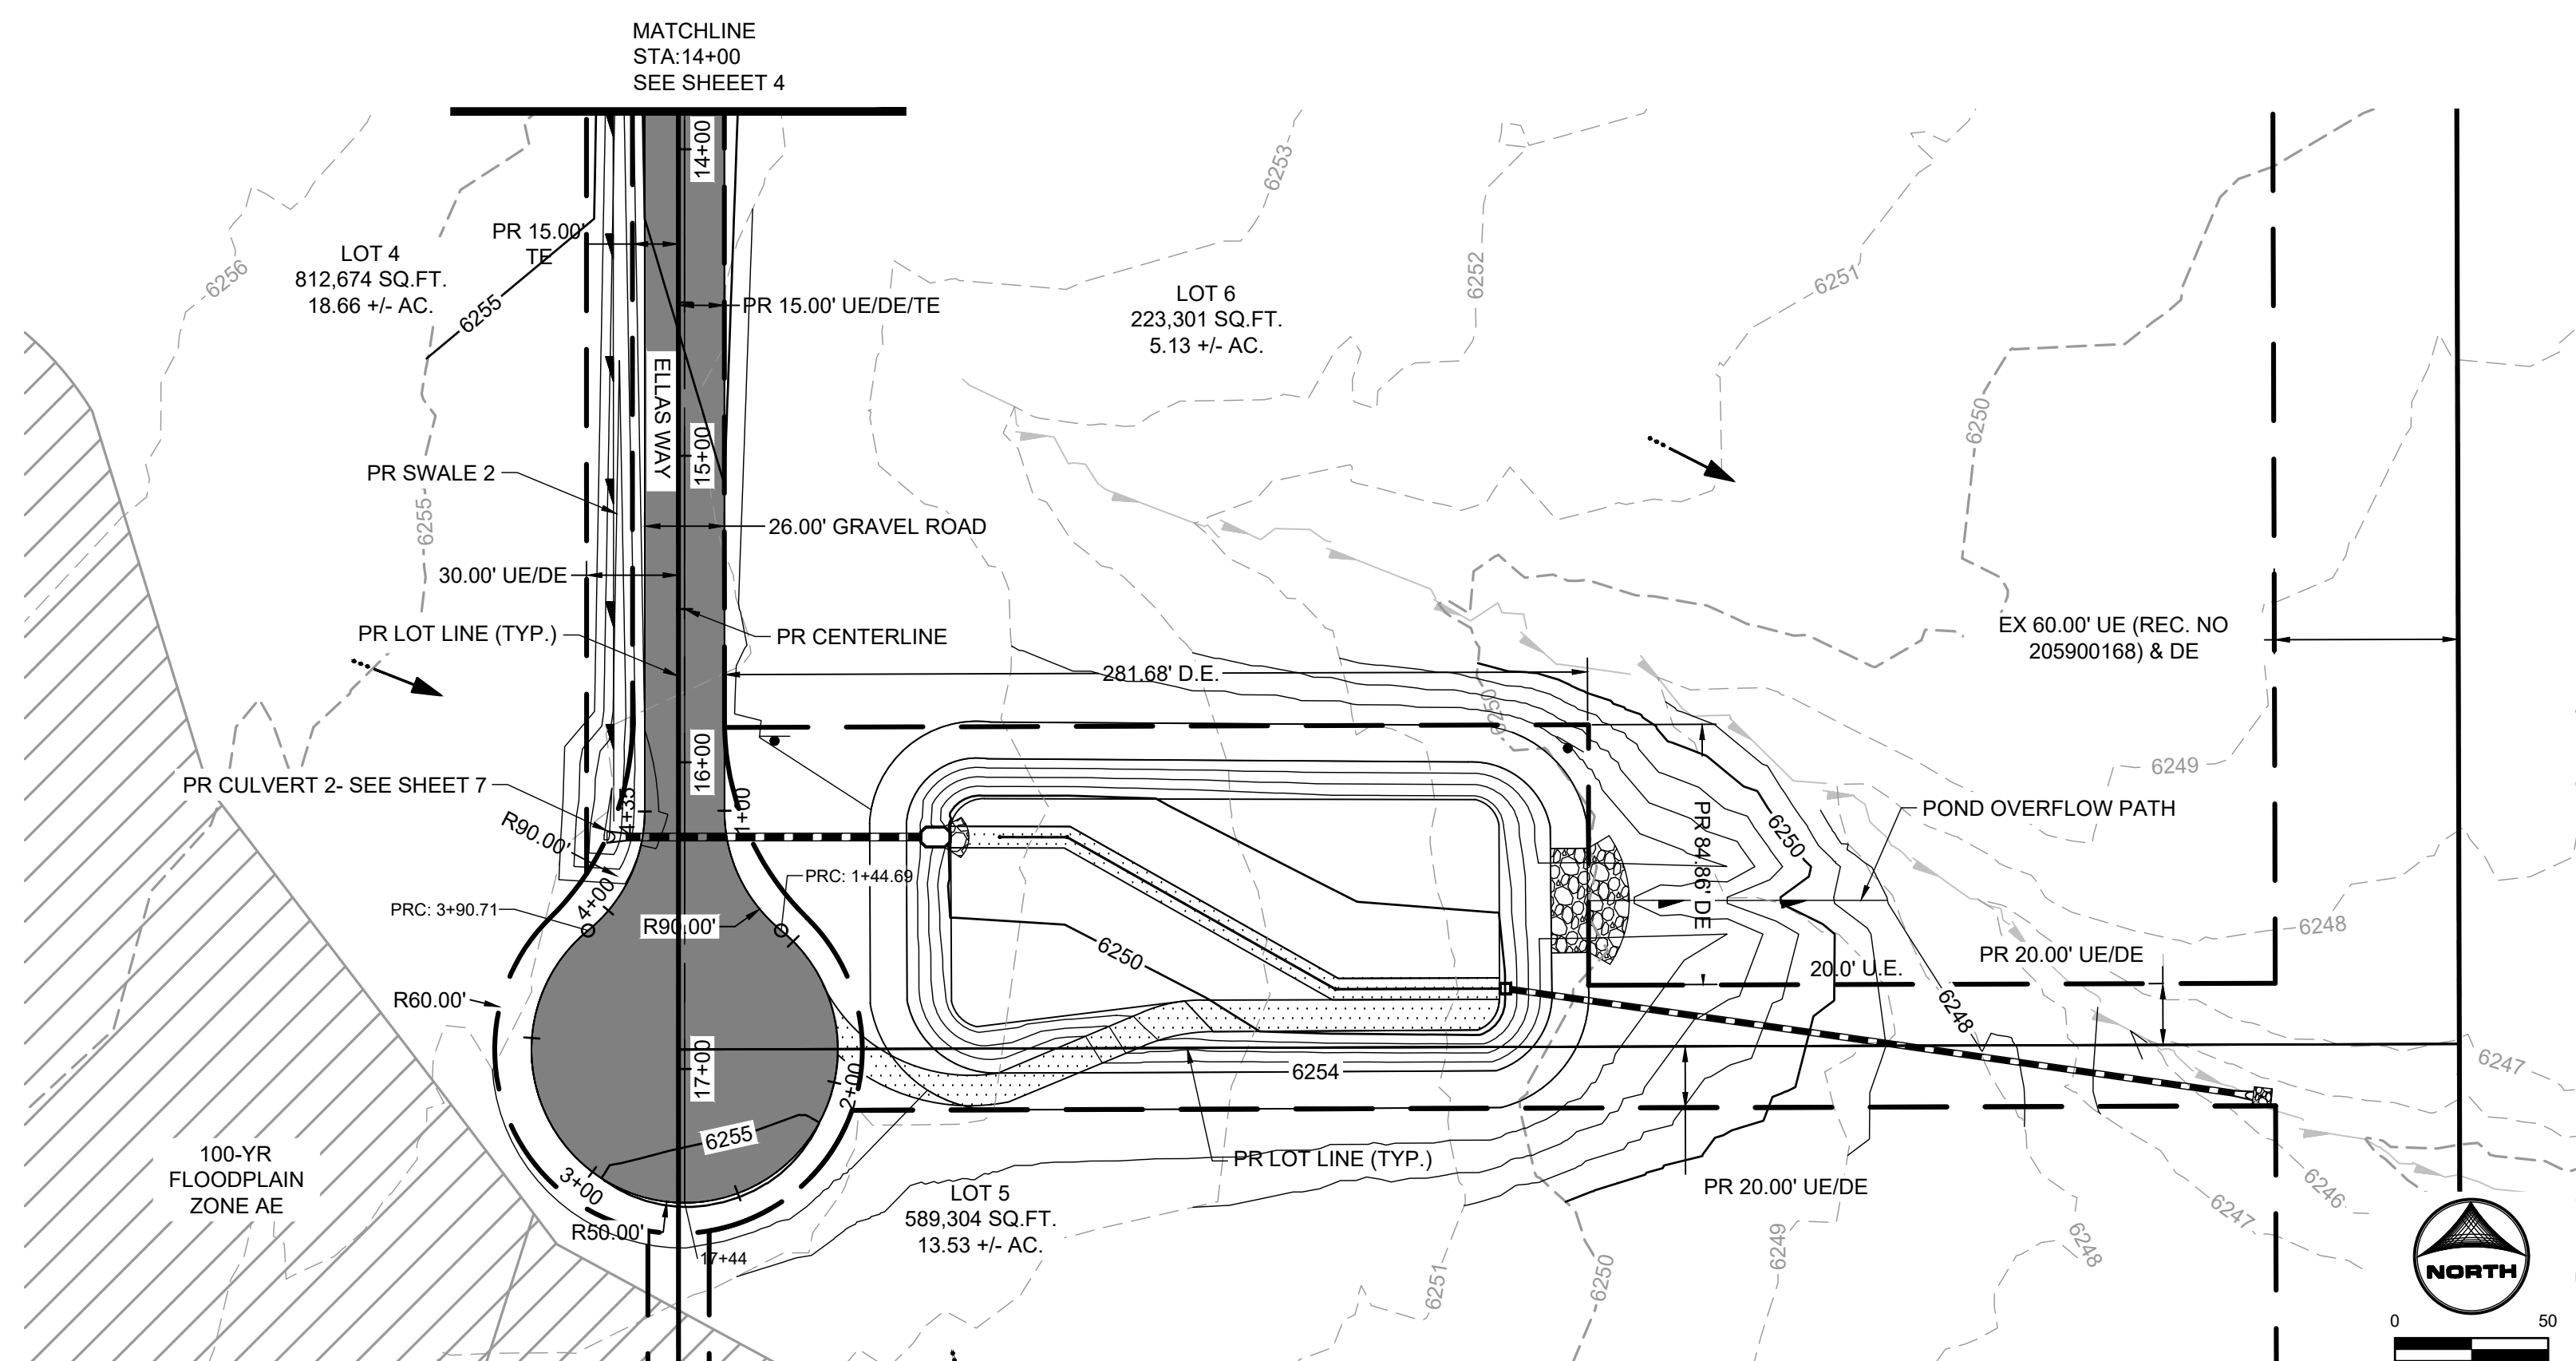 MATCHLINE
STA:14+00
SEE SHEEET 4
14+00
6253
PR 15.00'
TE
LOT 4
812,674 SQ.FT.
18.66 +/- AC.
6256
6255
PR 15.00' UE/DE/TE
LOT 6
223,301 SQ.FT.
5.13 +/- AC.
6252
6251
6250
ELLAS WAY
15+00
PR SWALE 2
6255
26.00' GRAVEL ROAD
30.00' UE/DE
PR LOT LINE (TYP.)
PR CENTERLINE
EX 60.00' UE (REC. NO
205900168) & DE
281.68' D.E.
6250
16+00
6249
PR CULVERT 2- SEE SHEET 7
1+35
1+00
R90.00'
PR 84.86' DE
6250
POND OVERFLOW PATH
PRC: 1+44.69
4+00
PRC: 3+90.71
R90.00'
6248
6250
20.0' U.E.
PR 20.00' UE/DE
R60.00'
6248
17+00
2+00
6254
6247
6255
100-YR
FLOODPLAIN
ZONE AE
3+00
PR LOT LINE (TYP.)
LOT 5
589,304 SQ.FT.
13.53 +/- AC.
PR 20.00' UE/DE
6246
6247
R50.00'
17+44
6251
6250
6249
6248
NORTH
0
50